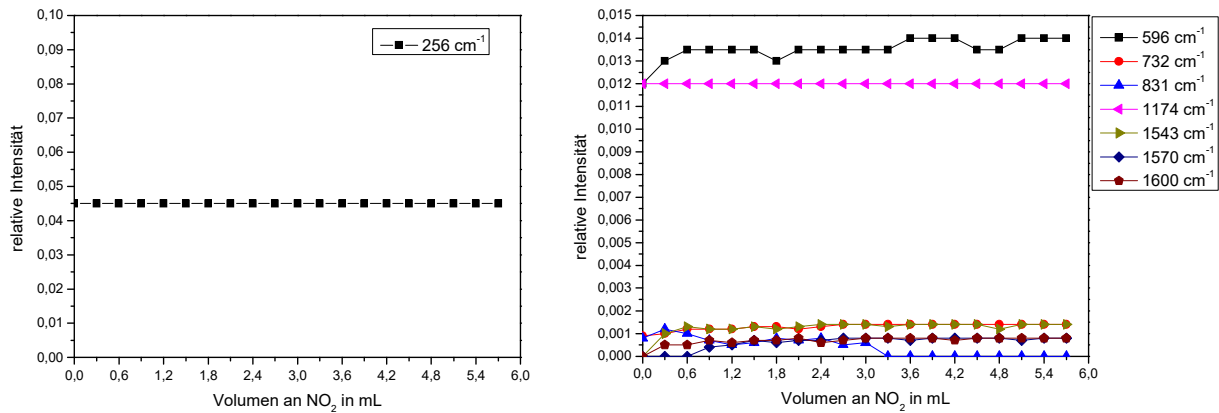 0,10
0,09
0,08
0,07
0,06
0,05
0,04
0,03
0,02
0,01
0,00
relative Intensität
256 cm⁻¹
0,0 0,6 1,2 1,8 2,4 3,0 3,6 4,2 4,8 5,4 6,0
Volumen an NO₂ in mL
0,015
0,014
0,013
0,012
0,011
0,010
0,009
0,008
0,007
0,006
0,005
0,004
0,003
0,002
0,001
0,000
relative Intensität
0,0 0,6 1,2 1,8 2,4 3,0 3,6 4,2 4,8 5,4 6,0
Volumen an NO₂ in mL
596 cm⁻¹
732 cm⁻¹
831 cm⁻¹
1174 cm⁻¹
1543 cm⁻¹
1570 cm⁻¹
1600 cm⁻¹